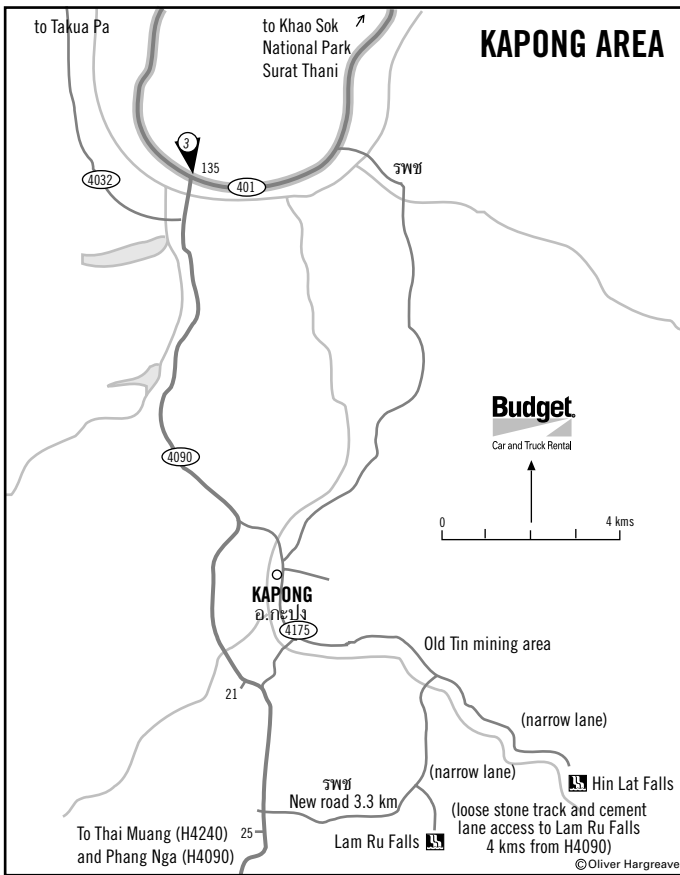 to Takua Pa
to Khao Sok
National Park
Surat Thani
KAPONG AREA
3
135
รพช
4032
401
Budget®
Car and Truck Rental
4090
0 4 kms
KAPONG
อ.กะปง
4175
Old Tin mining area
21
(narrow lane)
รพช
New road 3.3 km
(narrow lane)
Hin Lat Falls
(loose stone track and cement
lane access to Lam Ru Falls
4 kms from H4090)
25
To Thai Muang (H4240)
and Phang Nga (H4090)
Lam Ru Falls
©Oliver Hargreave